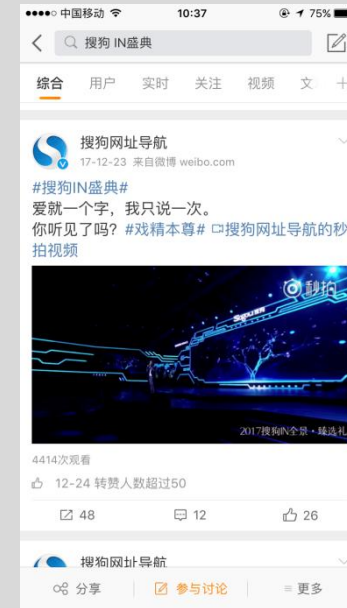 中国移动 10:37 75%
搜狗 IN盛典
综合 用户 实时 关注 视频 文
搜狗网址导航
17-12-23 来自微博 weibo.com
#搜狗IN盛典#
爱就一个字，我只说一次。
你听见了吗？#戏精本尊# 搜狗网址导航的秒
拍视频
秒拍
2017搜狗IN全景·臻选礼
4414次观看
12-24 转赞人数超过50
48 12 26
搜狗网址导航
分享 参与讨论 更多